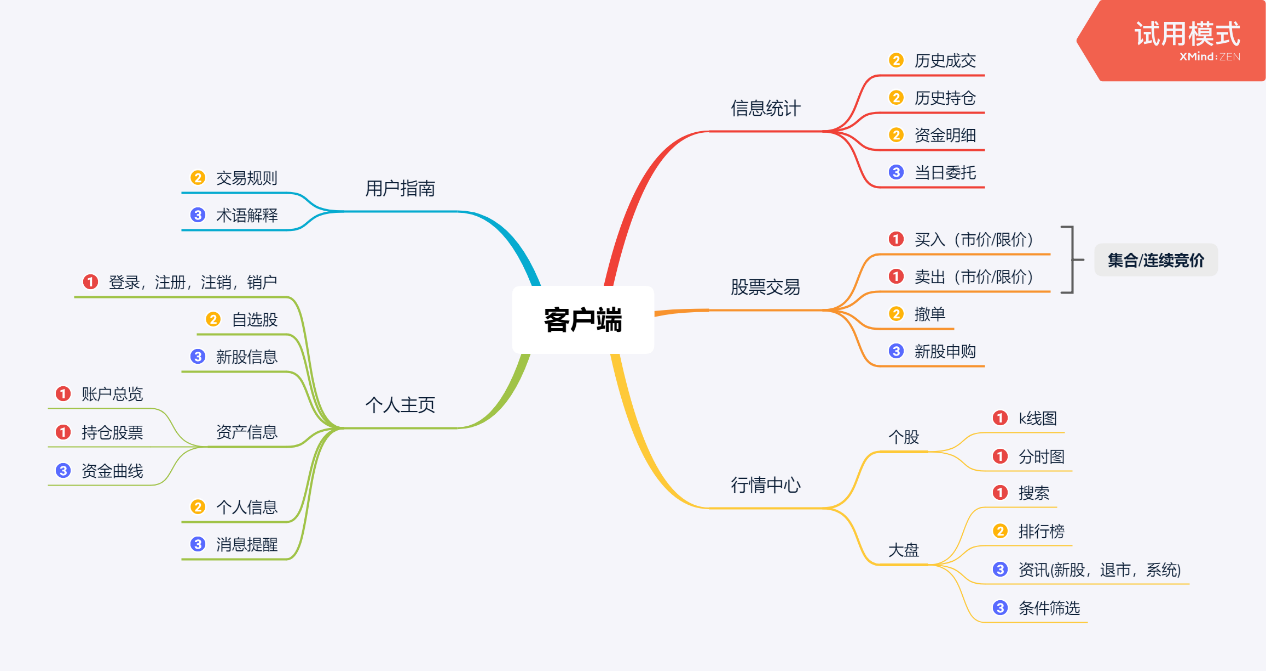 试用模式
XMind:ZEN
客户端
信息统计
2 历史成交
2 历史持仓
2 资金明细
3 当日委托
股票交易
1 买入（市价/限价）
1 卖出（市价/限价）
集合/连续竞价
2 撤单
3 新股申购
行情中心
个股
1 k线图
1 分时图
大盘
1 搜索
2 排行榜
3 资讯(新股，退市，系统)
3 条件筛选
用户指南
2 交易规则
3 术语解释
个人主页
1 登录，注册，注销，销户
2 自选股
3 新股信息
资产信息
1 账户总览
1 持仓股票
3 资金曲线
2 个人信息
3 消息提醒